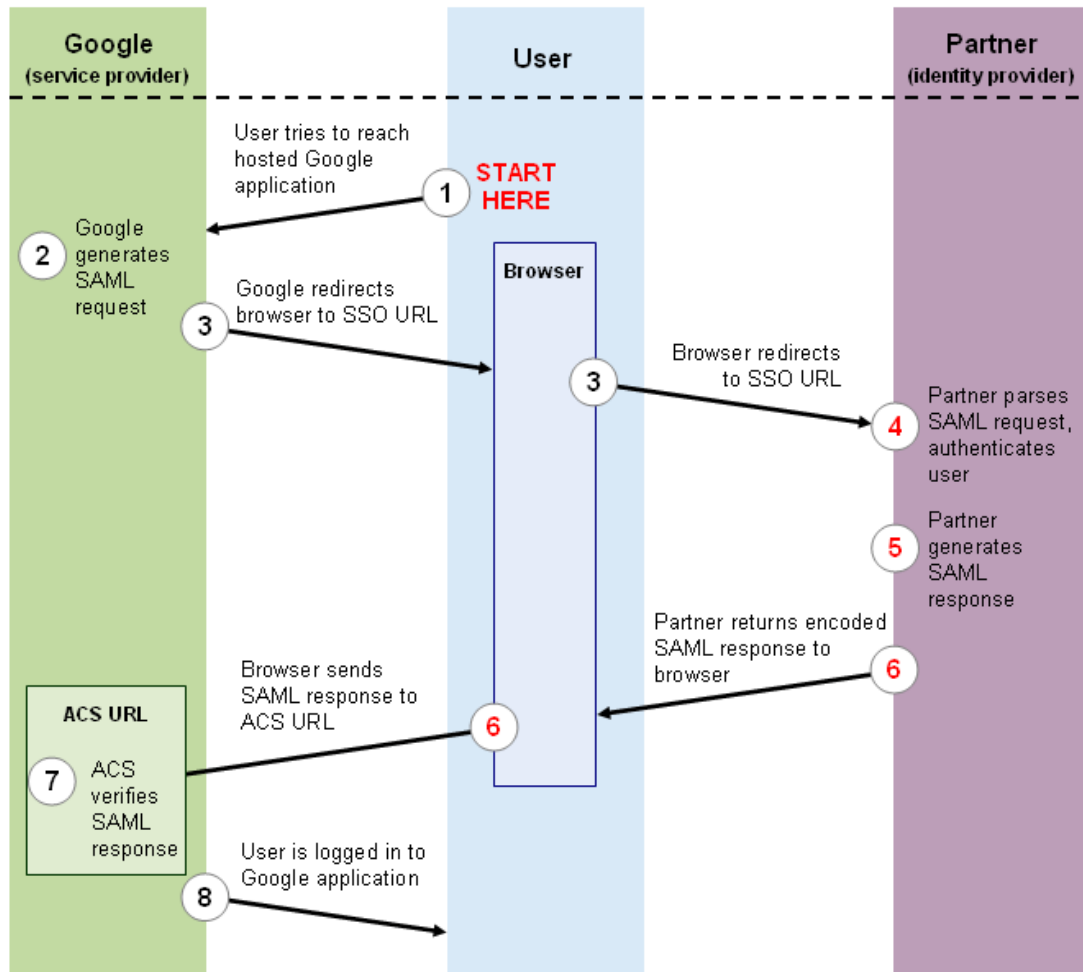 Google
(service provider)
User
Partner
(identity provider)
User tries to reach
hosted Google
application
1
START
HERE
2
Google
generates
SAML
request
Browser
3
Google redirects
browser to SSO URL
3
Browser redirects
to SSO URL
4
Partner parses
SAML request,
authenticates
user
5
Partner
generates
SAML
response
Partner returns encoded
SAML response to
browser
6
Browser sends
SAML response to
ACS URL
6
ACS URL
7
ACS
verifies
SAML
response
8
User is logged in to
Google application